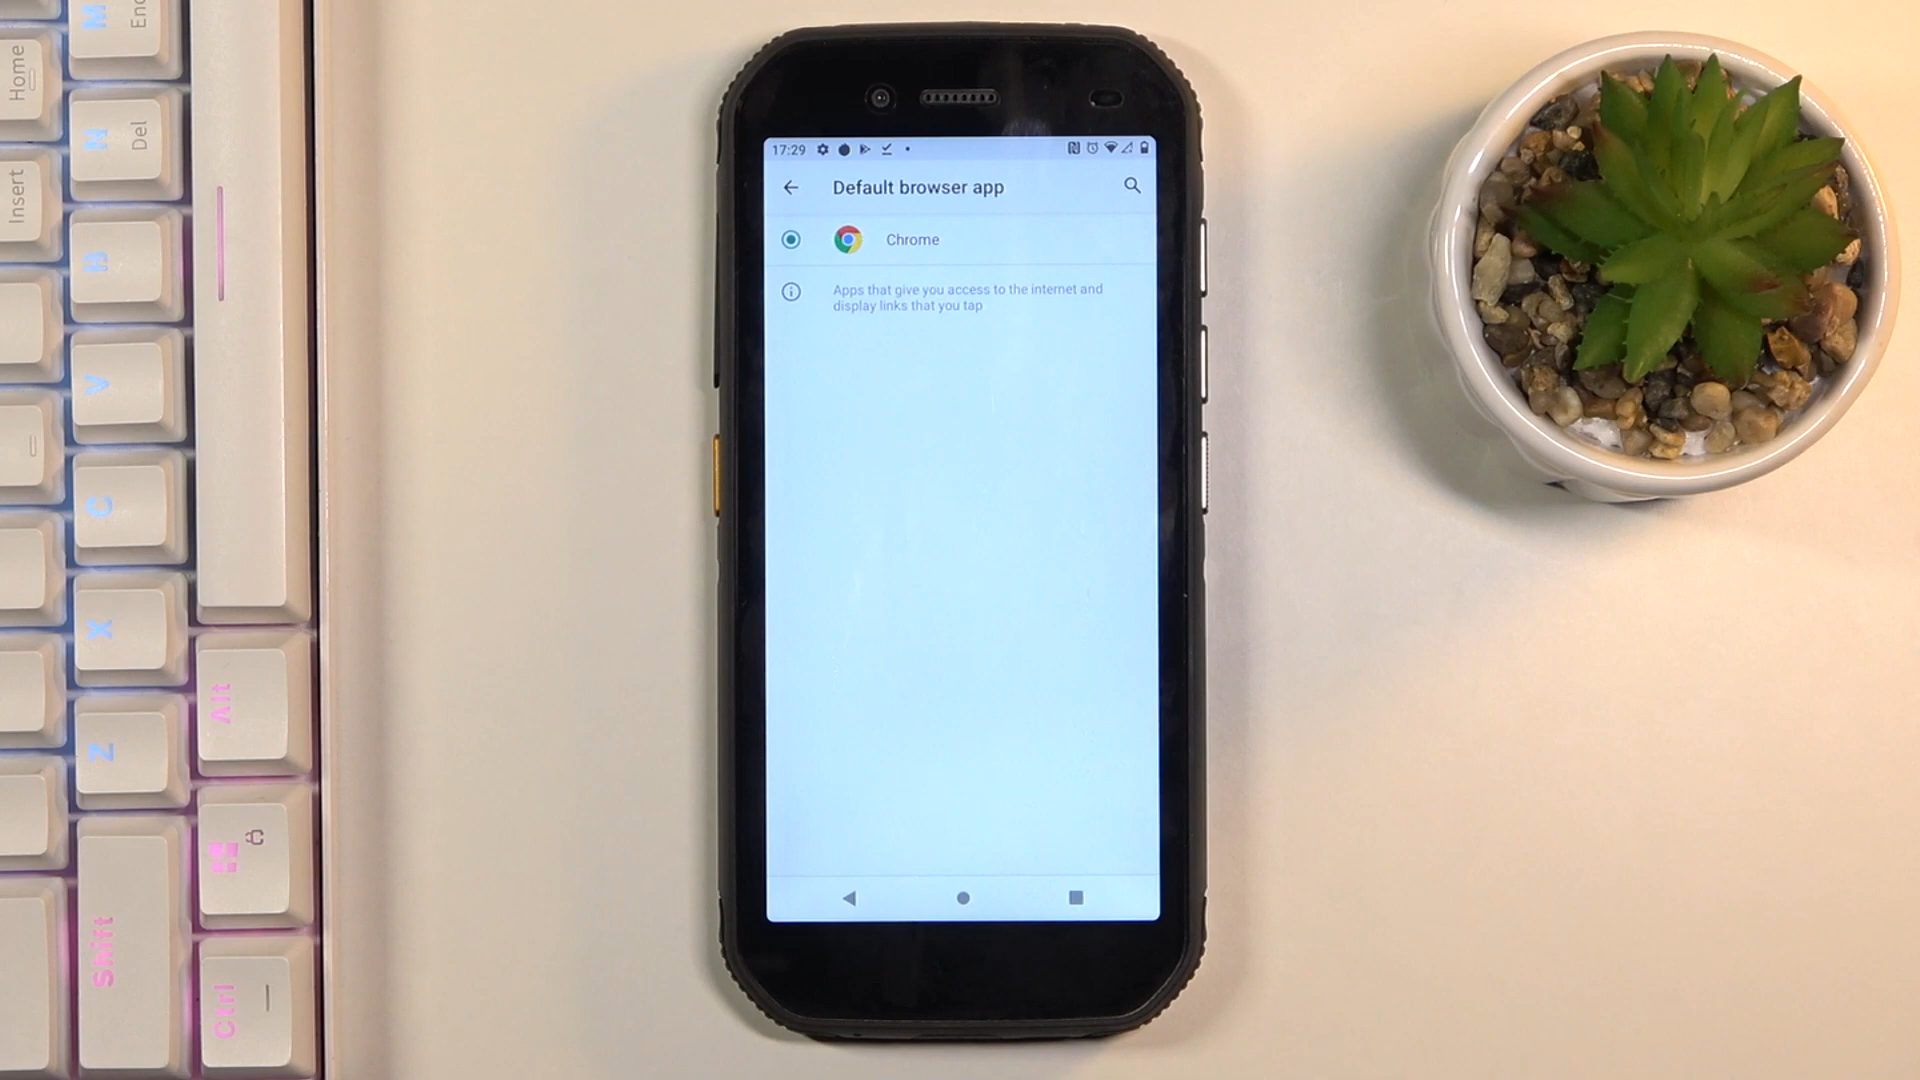 17:29
Default browser app
Chrome
Apps that give you access to the internet and
display links that you tap
Home
Insert
M
End
N
Del
B
V
C
X
Z
Shift
Alt
Ctrl